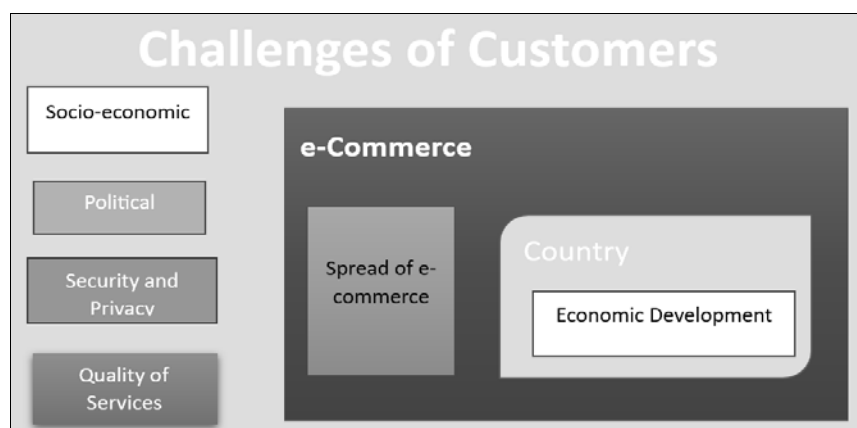 Challenges of Customers
Socio-economic
Political
Security and
Privacy
Quality of
Services
e-Commerce
Spread of e-
commerce
Country
Economic Development